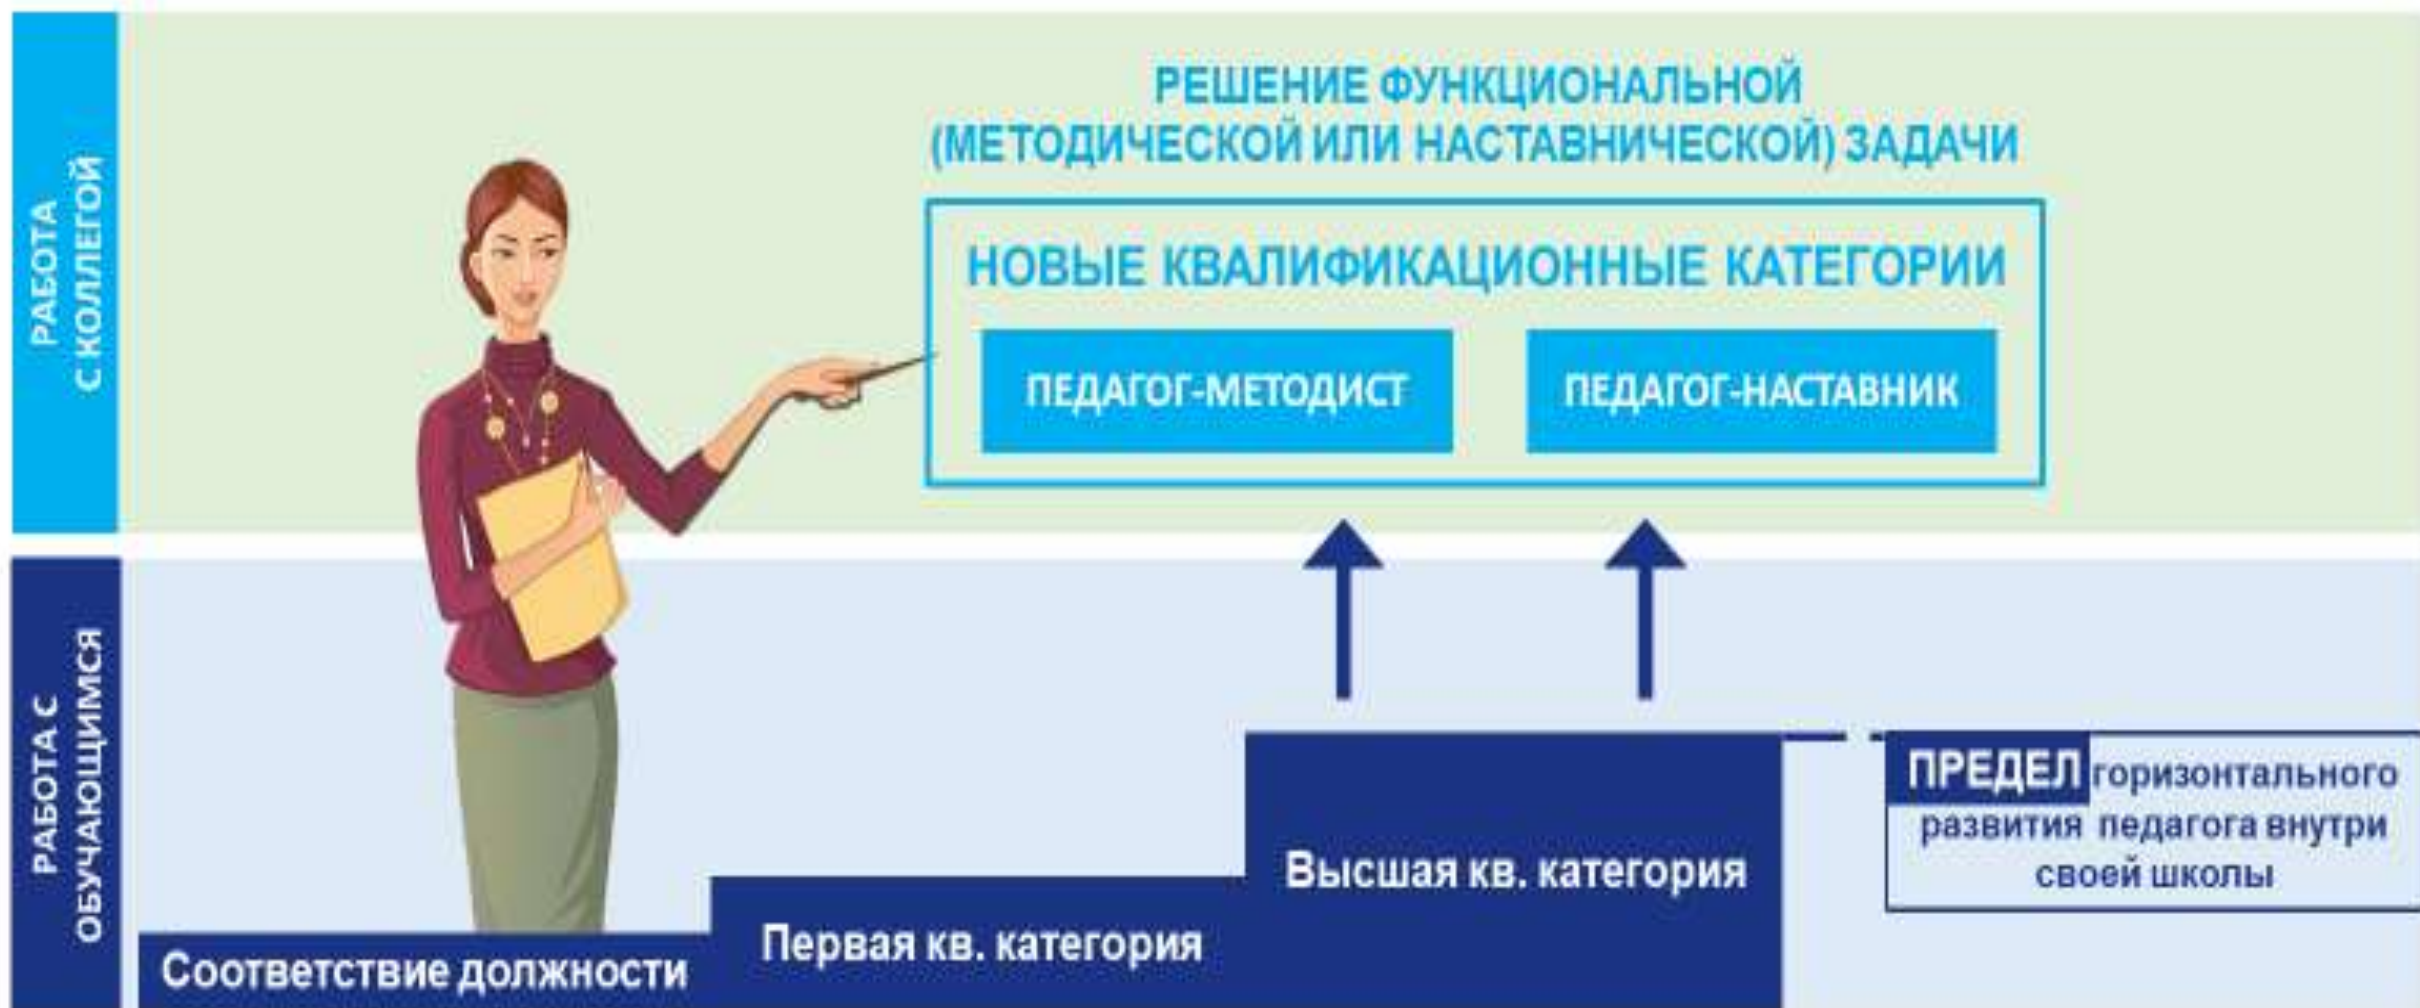 РАБОТА
С КОЛЛЕГОЙ
РЕШЕНИЕ ФУНКЦИОНАЛЬНОЙ
(МЕТОДИЧЕСКОЙ ИЛИ НАСТАВНИЧЕСКОЙ) ЗАДАЧИ
НОВЫЕ КВАЛИФИКАЦИОННЫЕ КАТЕГОРИИ
ПЕДАГОГ-МЕТОДИСТ
ПЕДАГОГ-НАСТАВНИК
РАБОТА С
ОБУЧАЮЩИМСЯ
Соответствие должности
Первая кв. категория
Высшая кв. категория
ПРЕДЕЛ горизонтального
развития педагога внутри
своей школы